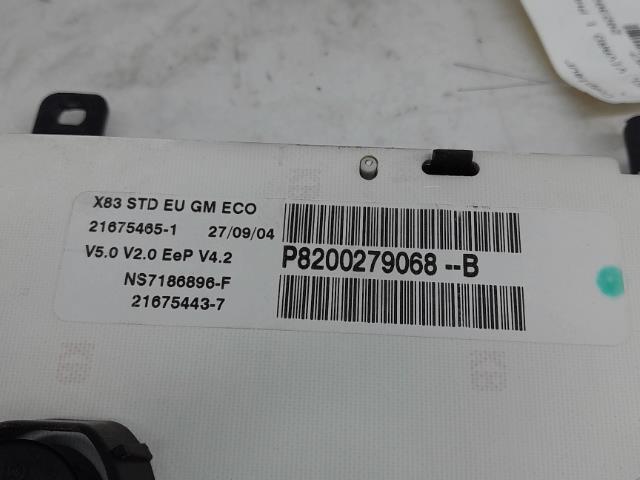 X83 STD EU GM ECO
21675465-1 27/09/04
V5.0 V2.0 EeP V4.2
P8200279068 --B
NS7186896-F
21675443-7